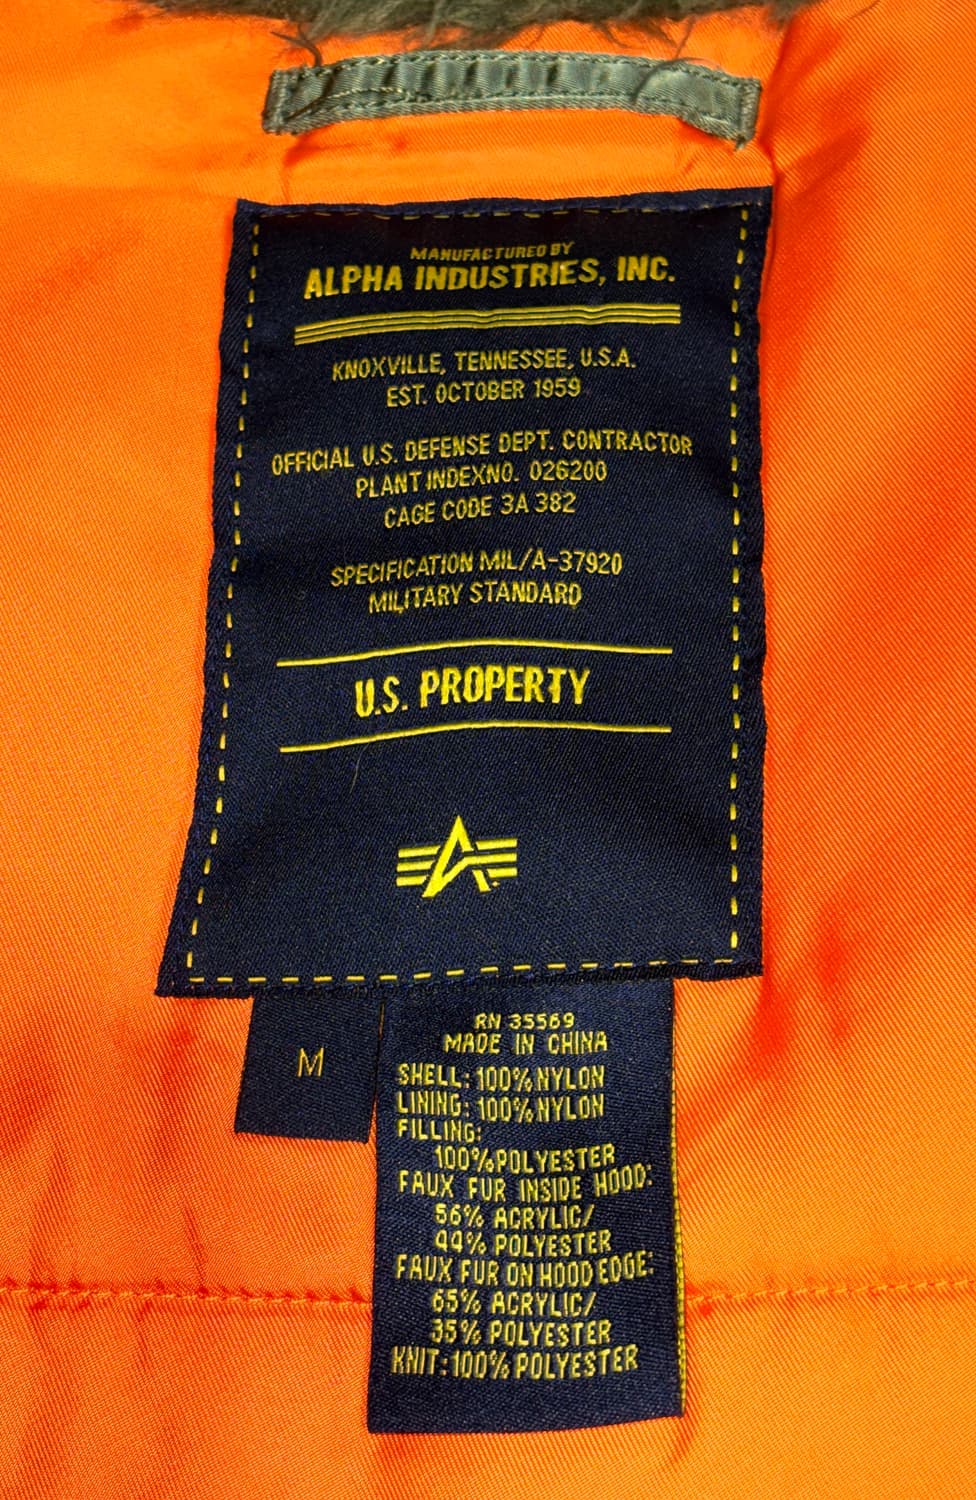 MANUFACTURED BY
ALPHA INDUSTRIES, INC.
KNOXVILLE, TENNESSEE, U.S.A.
EST. OCTOBER 1959
OFFICIAL U.S. DEFENSE DEPT. CONTRACTOR
PLANT INDEXNO. 026200
CAGE CODE 3A 382
SPECIFICATION MIL/A-37920
MILITARY STANDARD
U.S. PROPERTY
M
RN 35569
MADE IN CHINA
SHELL: 100% NYLON
LINING: 100% NYLON
FILLING:
100% POLYESTER
FAUX FUR INSIDE HOOD:
56% ACRYLIC/
44% POLYESTER
FAUX FUR ON HOOD EDGE:
65% ACRYLIC/
35% POLYESTER
KNIT: 100% POLYESTER